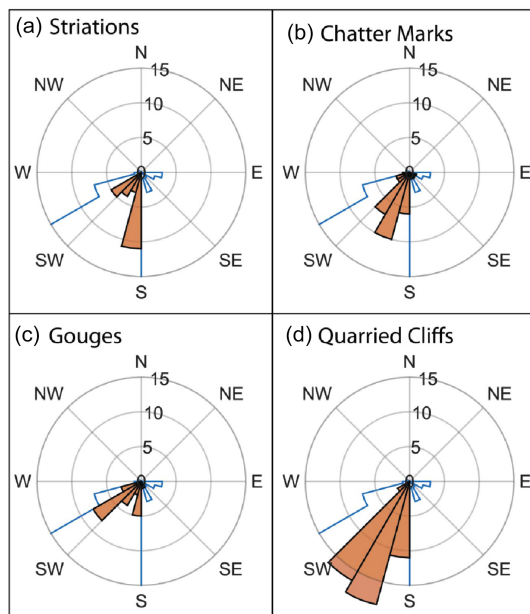 (a) Striations
N
NW
15
NE
10
5
W
0
E
SW
SE
S
(b) Chatter Marks
N
NW
15
NE
10
5
W
0
E
SW
SE
S
(c) Gouges
N
NW
15
NE
10
5
W
0
E
SW
SE
S
(d) Quarried Cliffs
N
NW
15
NE
10
5
W
0
E
SW
SE
S